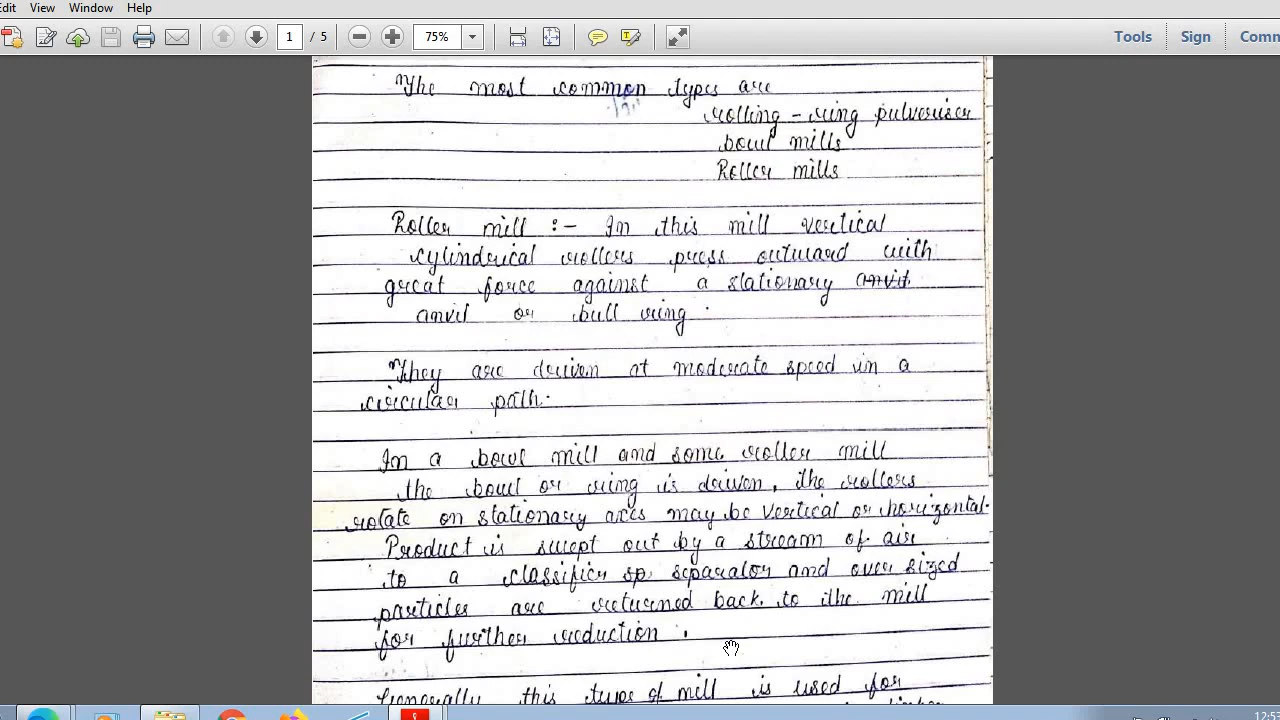 Edit View Window Help
1 / 5
75%
Tools Sign Comm
The most common types are
rolling - ring pulveriser
bowl mills
Roller mills
Roller mill :- In this mill vertical
cylinderical rollers press outward with
great force against a stationary anvit
anvil or bull ring .
They are deriven at moderate speed in a
circular path.
In a bowl mill and some roller mill
the bowl or ring is driven, the rollers
rotate on stationary axes may be vertical or horizontal.
Product is swept out by a stream of air
to a classifier sp. separator and over sized
particles are returned back to the mill
for further reduction .
Generally this type of mill is used for